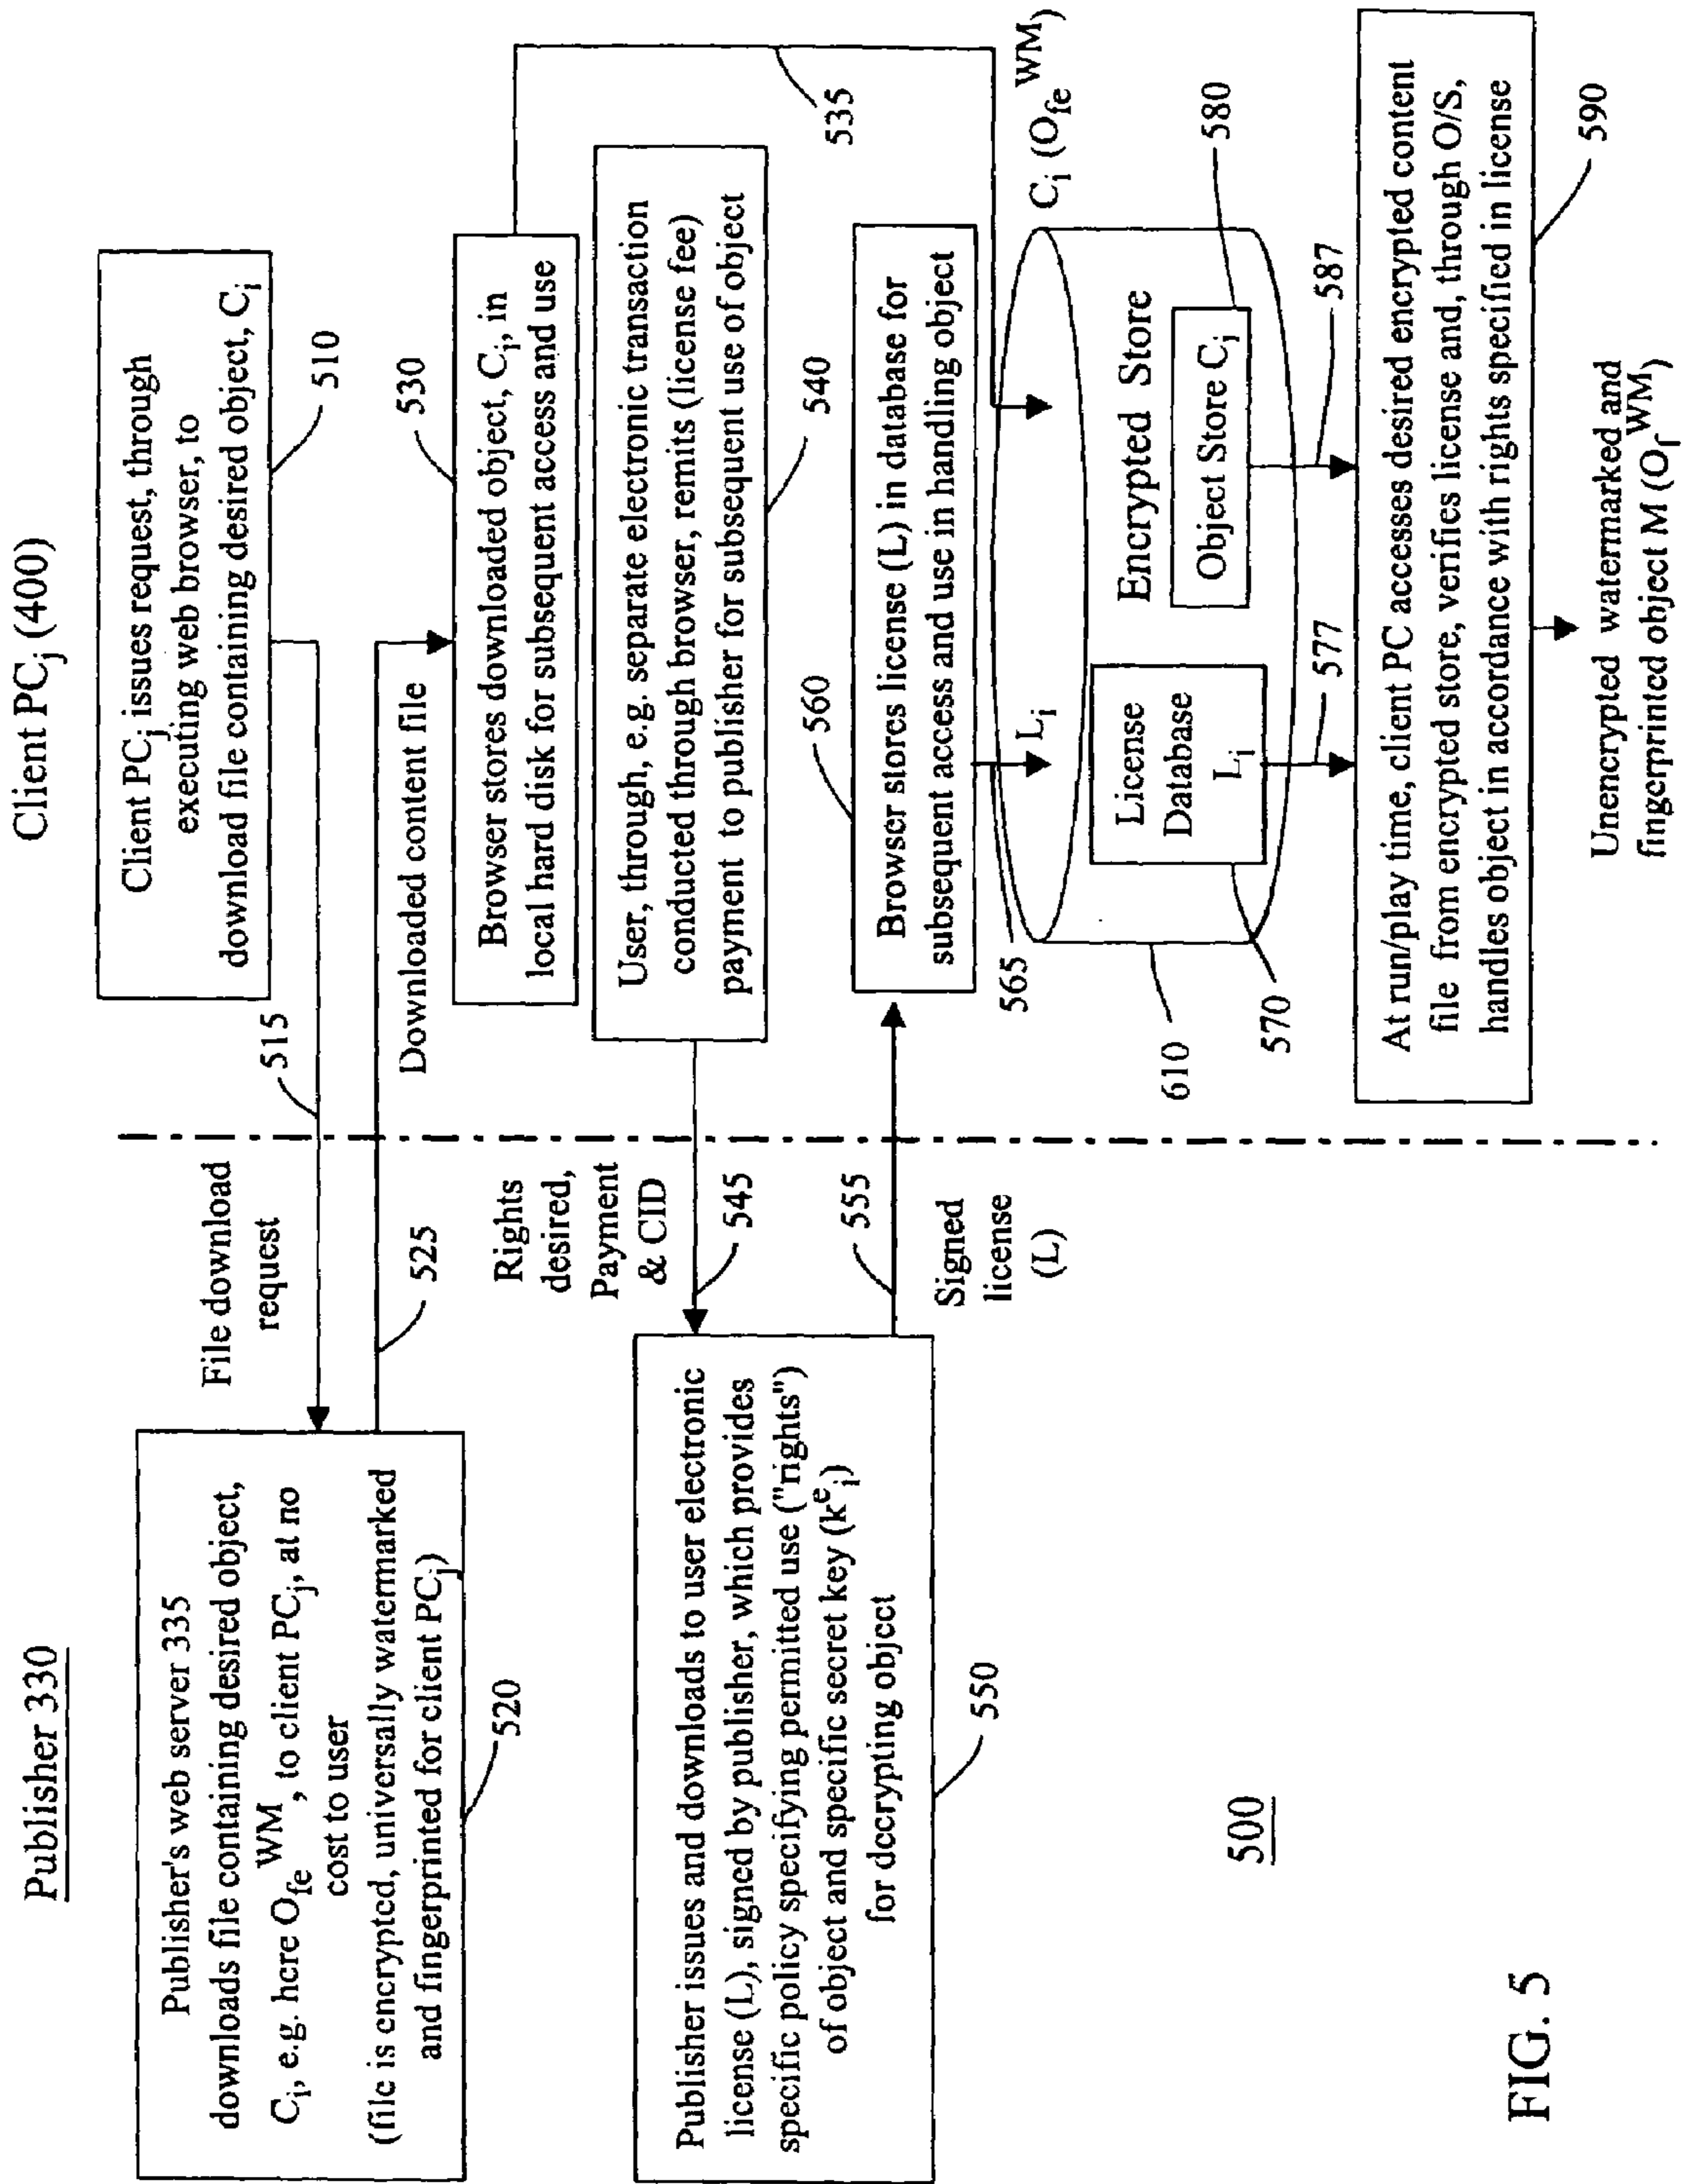 Publisher 330
Client PCj (400)
Client PCj issues request, through
executing web browser, to
download file containing desired object, Ci
510
515
File download
request
Publisher's web server 335
downloads file containing desired object,
Ci, e.g. here Ofe WM, to client PCj, at no
cost to user
(file is encrypted, universally watermarked
and fingerprinted for client PCj)
520
525
Downloaded content file
530
Browser stores downloaded object, Ci, in
local hard disk for subsequent access and use
535
User, through, e.g. separate electronic transaction
conducted through browser, remits (license fee)
payment to publisher for subsequent use of object
540
Rights
desired,
Payment
& CID
545
Publisher issues and downloads to user electronic
license (L), signed by publisher, which provides
specific policy specifying permitted use ("rights")
of object and specific secret key (kei)
for decrypting object
550
555
Signed
license
(L)
560
Browser stores license (L) in database for
subsequent access and use in handling object
565
Li
Ci (Ofe WM)
Encrypted Store
License
Database
Li
Object Store Ci
580
570
610
577
587
At run/play time, client PC accesses desired encrypted content
file from encrypted store, verifies license and, through O/S,
handles object in accordance with rights specified in license
590
Unencrypted watermarked and
fingerprinted object M (Of WM)
500
FIG. 5